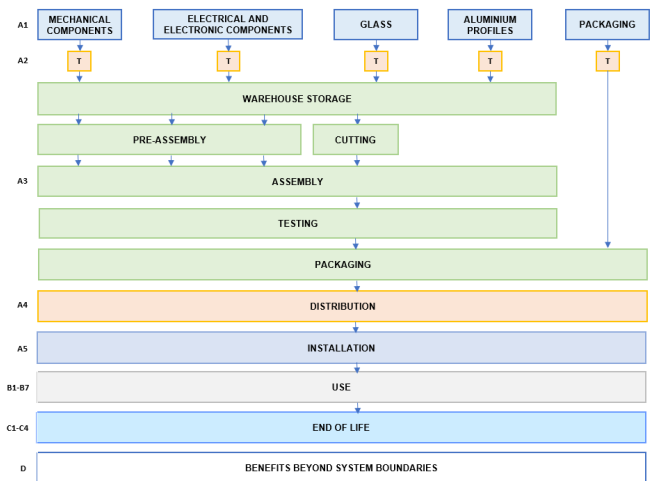 A1
MECHANICAL
COMPONENTS
ELECTRICAL AND
ELECTRONIC COMPONENTS
GLASS
ALUMINIUM
PROFILES
PACKAGING
A2
T
T
T
T
T
WAREHOUSE STORAGE
PRE-ASSEMBLY
CUTTING
A3
ASSEMBLY
TESTING
PACKAGING
A4
DISTRIBUTION
A5
INSTALLATION
B1-B7
USE
C1-C4
END OF LIFE
D
BENEFITS BEYOND SYSTEM BOUNDARIES